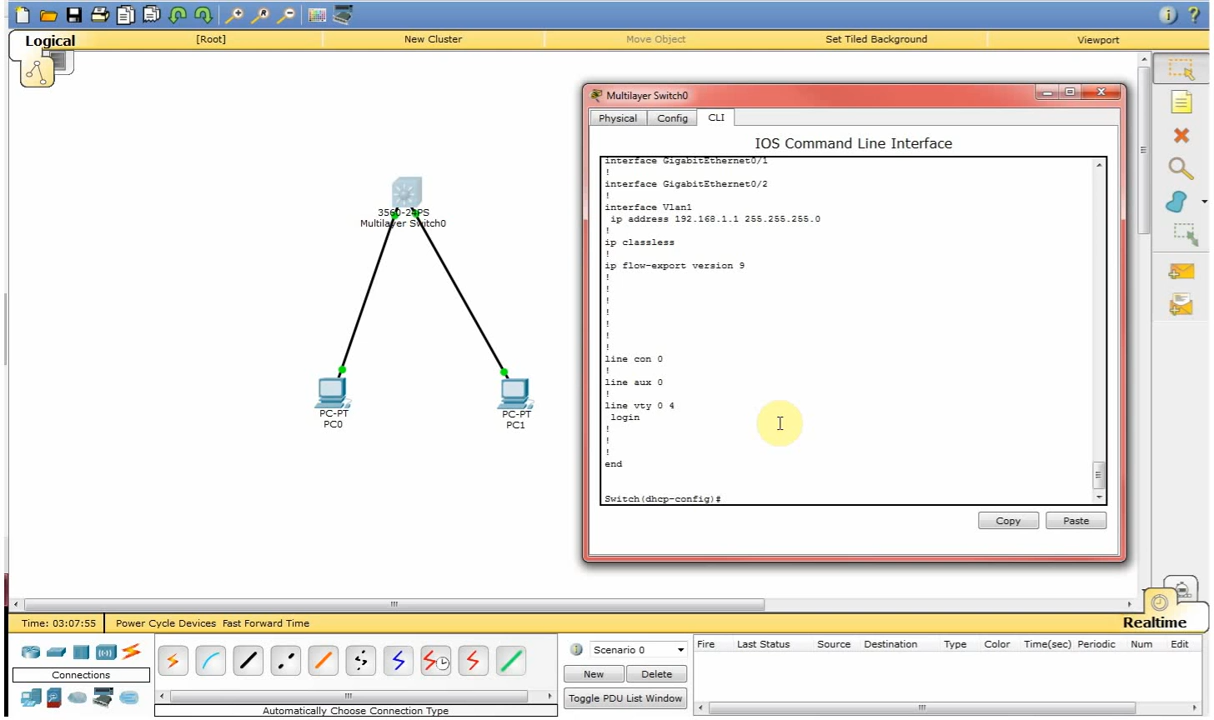 Logical
[Root]
New Cluster
Move Object
Set Tiled Background
Viewport
3560-24PS
Multilayer Switch0
PC-PT
PC0
PC-PT
PC1
Multilayer Switch0
Physical
Config
CLI
IOS Command Line Interface
interface GigabitEthernet0/1
!
interface GigabitEthernet0/2
!
interface Vlan1
ip address 192.168.1.1 255.255.255.0
!
ip classless
!
ip flow-export version 9
!
!
!
!
!
!
!
line con 0
!
line aux 0
!
line vty 0 4
login
!
!
!
end
Switch(dhcp-config)#
Copy
Paste
Time: 03:07:55
Power Cycle Devices Fast Forward Time
Realtime
Connections
Automatically Choose Connection Type
Scenario 0
New
Delete
Toggle PDU List Window
Fire
Last Status
Source
Destination
Type
Color
Time(sec)
Periodic
Num
Edit